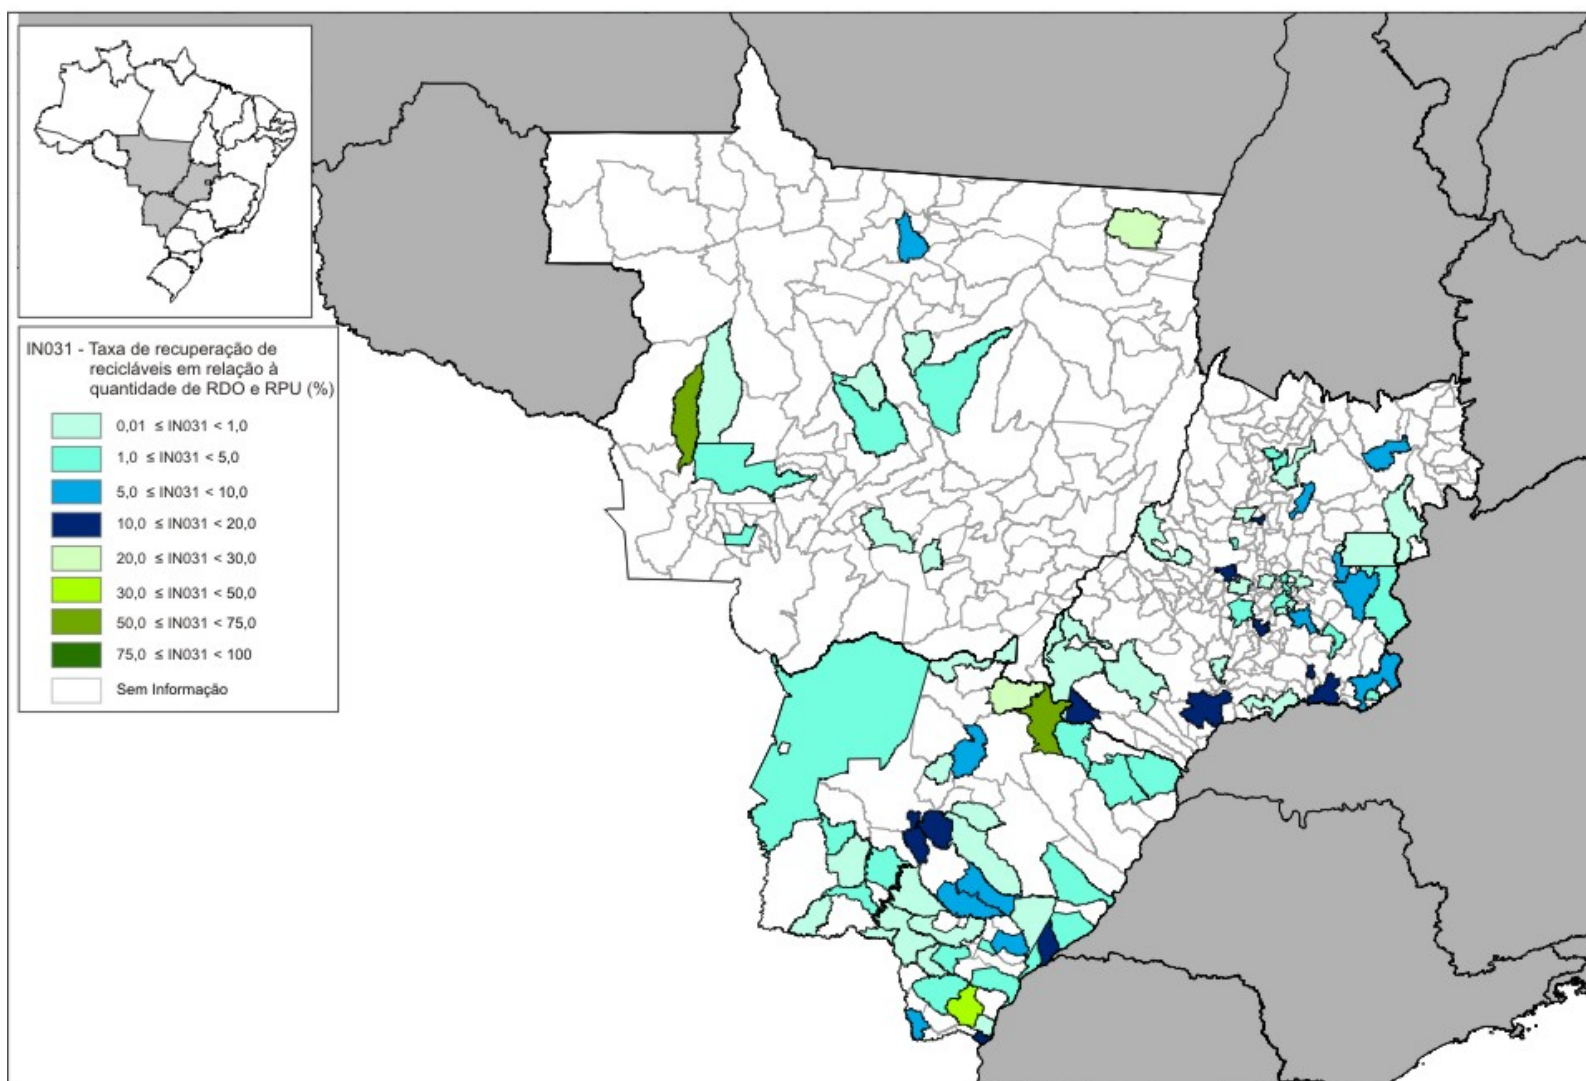 IN031 - Taxa de recuperação de
recicláveis em relação à
quantidade de RDO e RPU (%)
0,01 ≤ IN031 < 1,0
1,0 ≤ IN031 < 5,0
5,0 ≤ IN031 < 10,0
10,0 ≤ IN031 < 20,0
20,0 ≤ IN031 < 30,0
30,0 ≤ IN031 < 50,0
50,0 ≤ IN031 < 75,0
75,0 ≤ IN031 < 100
Sem Informação